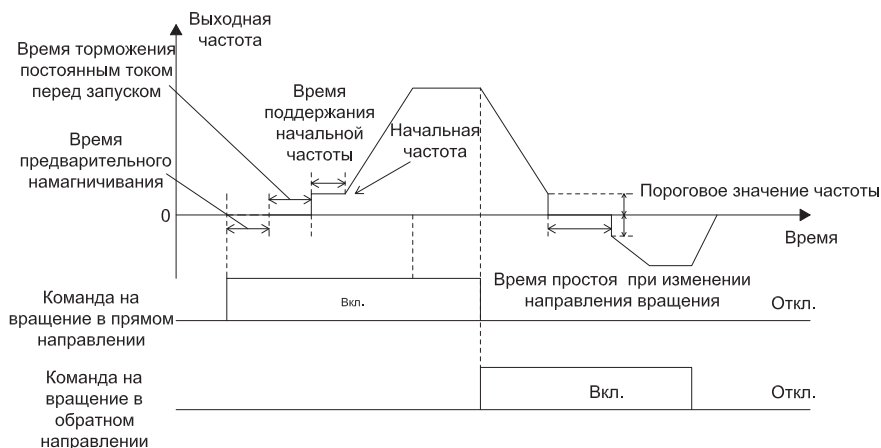 Выходная
частота
Время торможения
постоянным током
перед запуском
Время
поддержания
начальной
частоты
Начальная
частота
Время
предварительного
намагничивания
Пороговое значение частоты
0
Время
Время простоя при изменении
направления вращения
Команда на
вращение в прямом
направлении
Вкл.
Откл.
Команда на
вращение в
обратном
направлении
Вкл.
Откл.